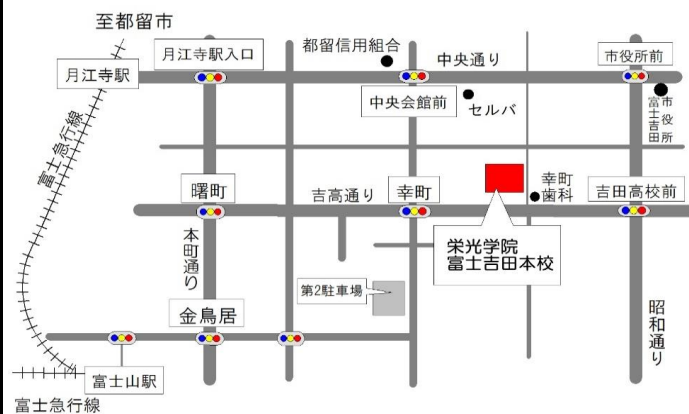 至都留市
月江寺駅
月江寺駅入口
都留信用組合
中央通り
市役所前
中央会館前
セルバ
市役所
富士吉田
富士急行線
曙町
吉高通り
幸町
幸町
歯科
吉田高校前
本町通り
栄光学院
富士吉田本校
第2駐車場
金鳥居
昭和通り
富士山駅
富士急行線